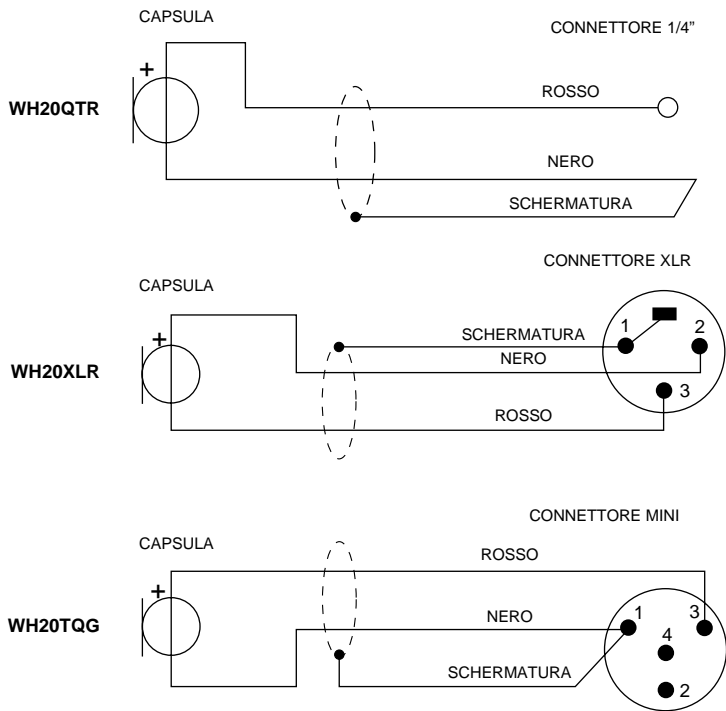 CAPSULA
CONNETTORE 1/4”
+
ROSSO
WH20QTR
NERO
SCHERMATURA
CONNETTORE XLR
CAPSULA
+
SCHERMATURA
1
2
NERO
WH20XLR
3
ROSSO
CONNETTORE MINI
CAPSULA
ROSSO
+
NERO
1
3
WH20TQG
4
SCHERMATURA
2